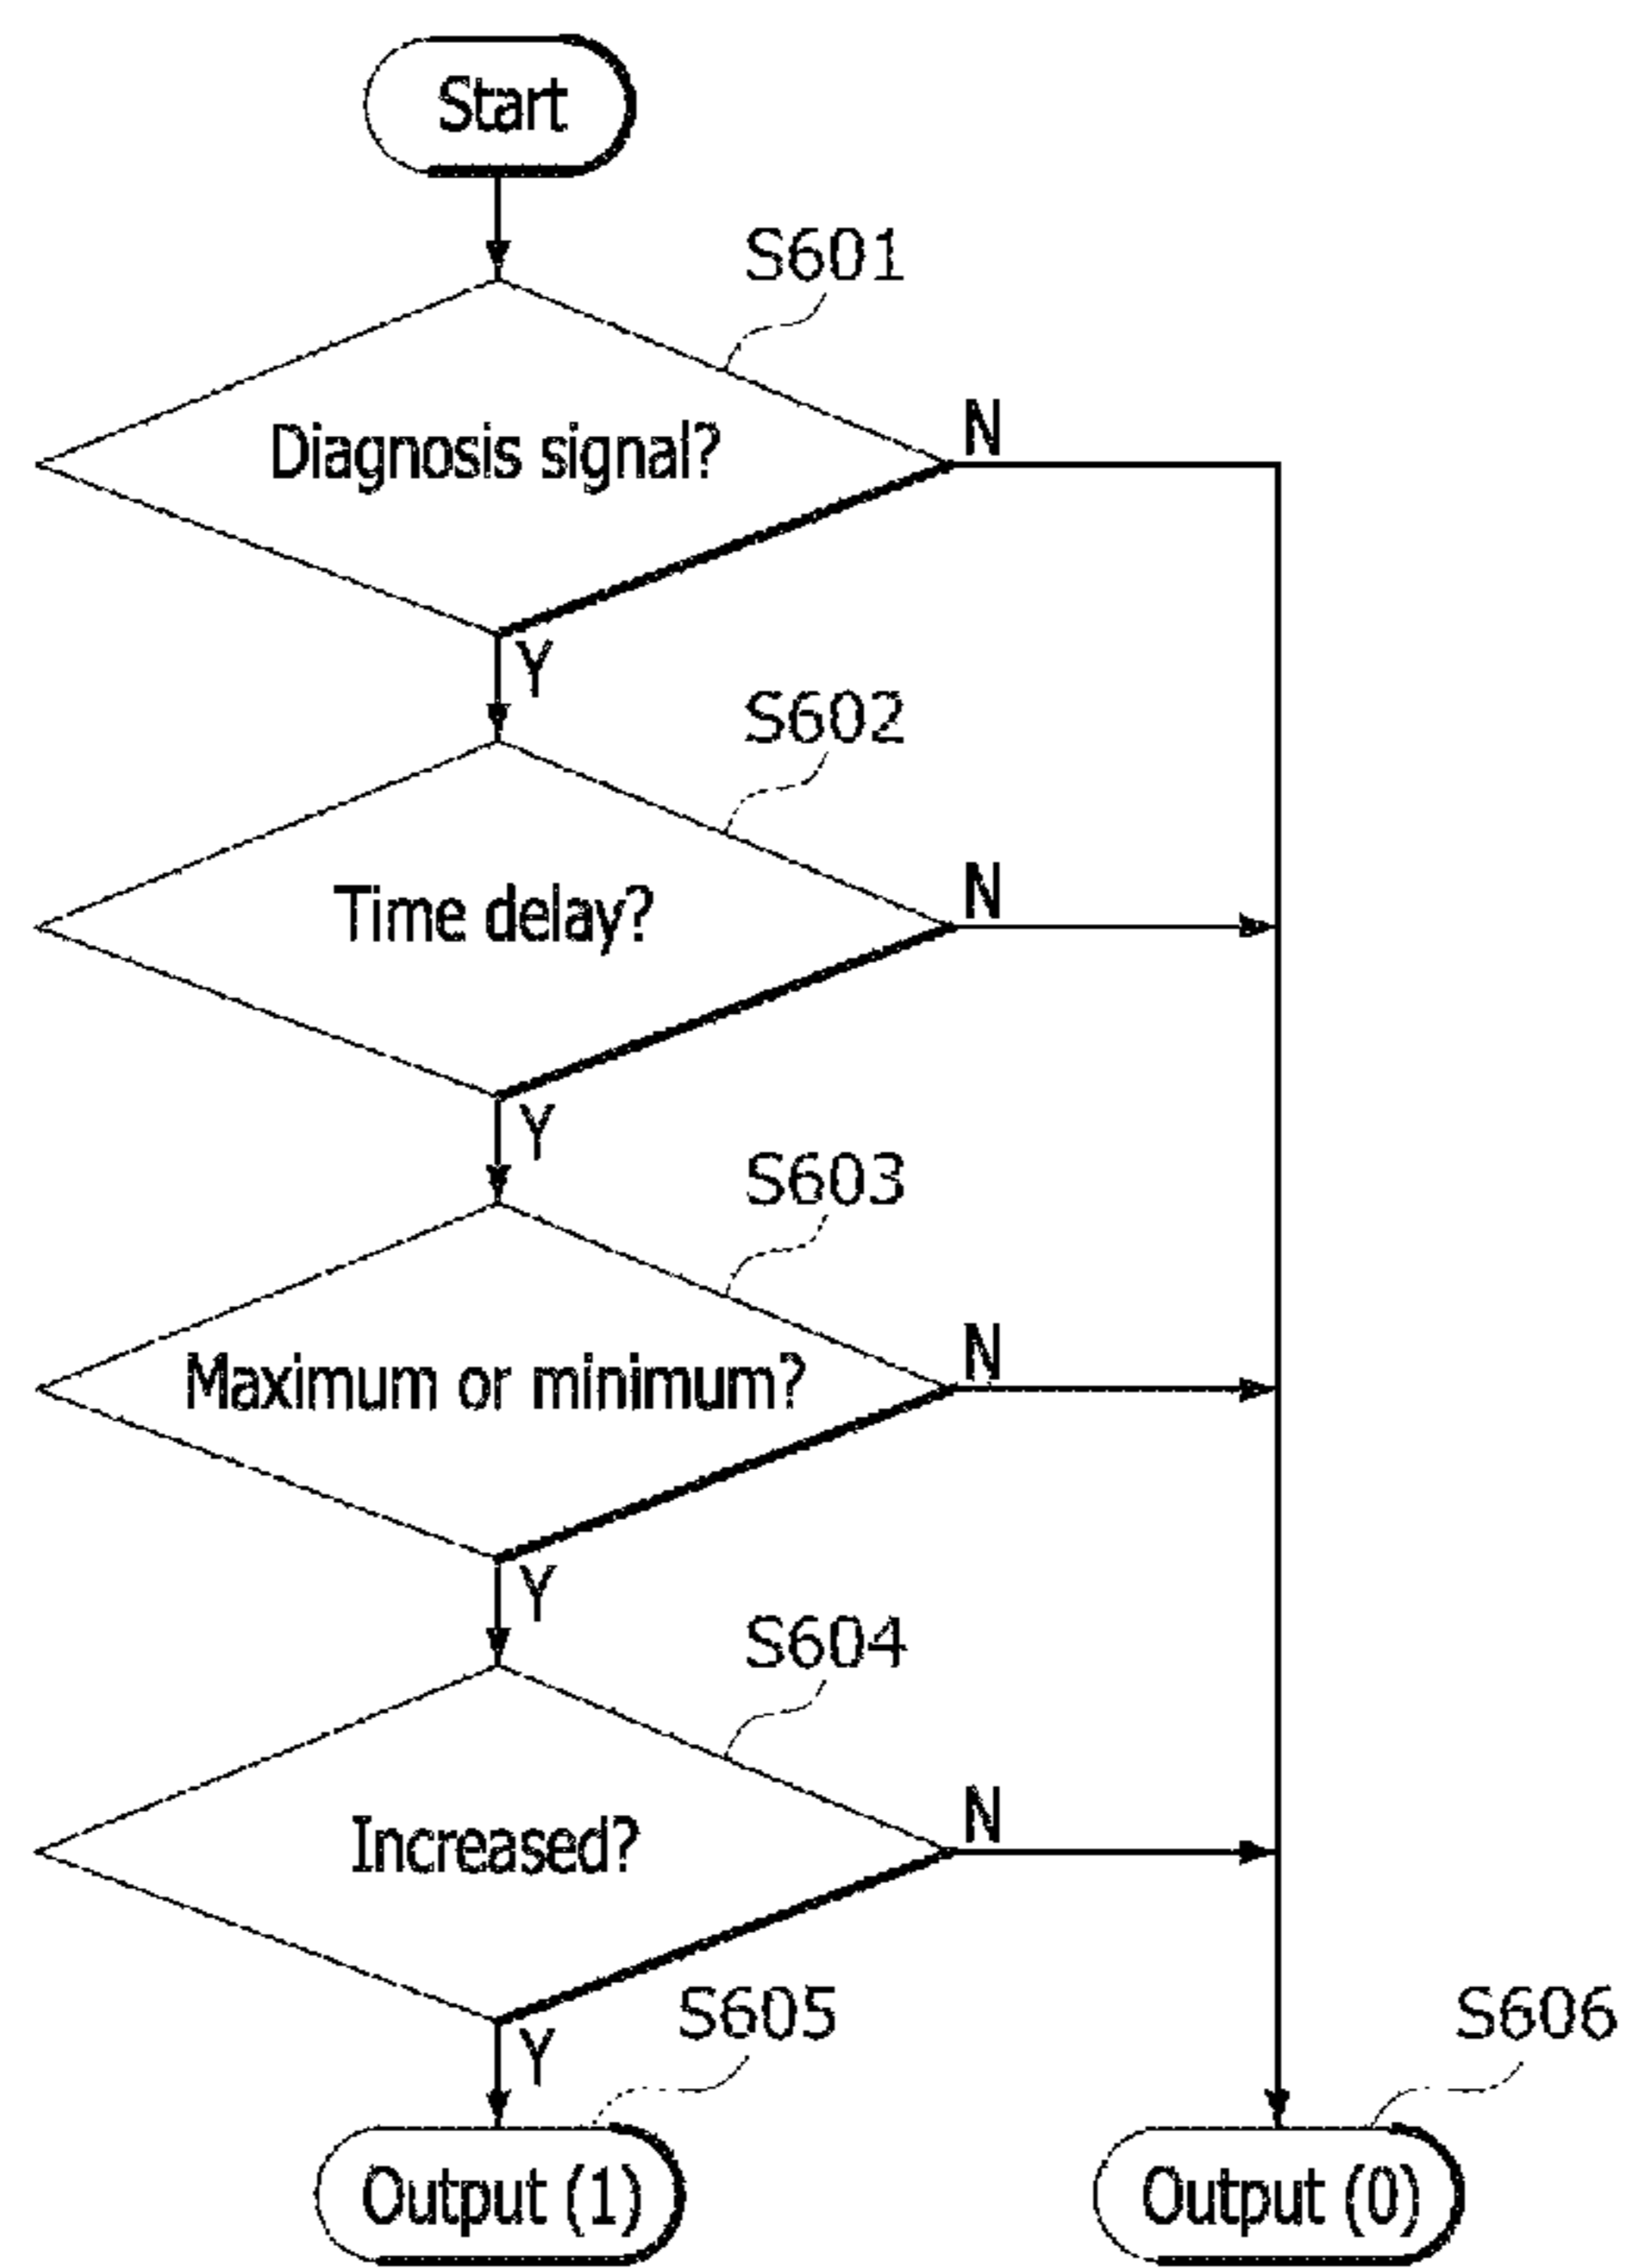 Start
S601
Diagnosis signal?
N
Y
S602
Time delay?
N
Y
S603
Maximum or minimum?
N
Y
S604
Increased?
N
Y
S605
S606
Output (1)
Output (0)